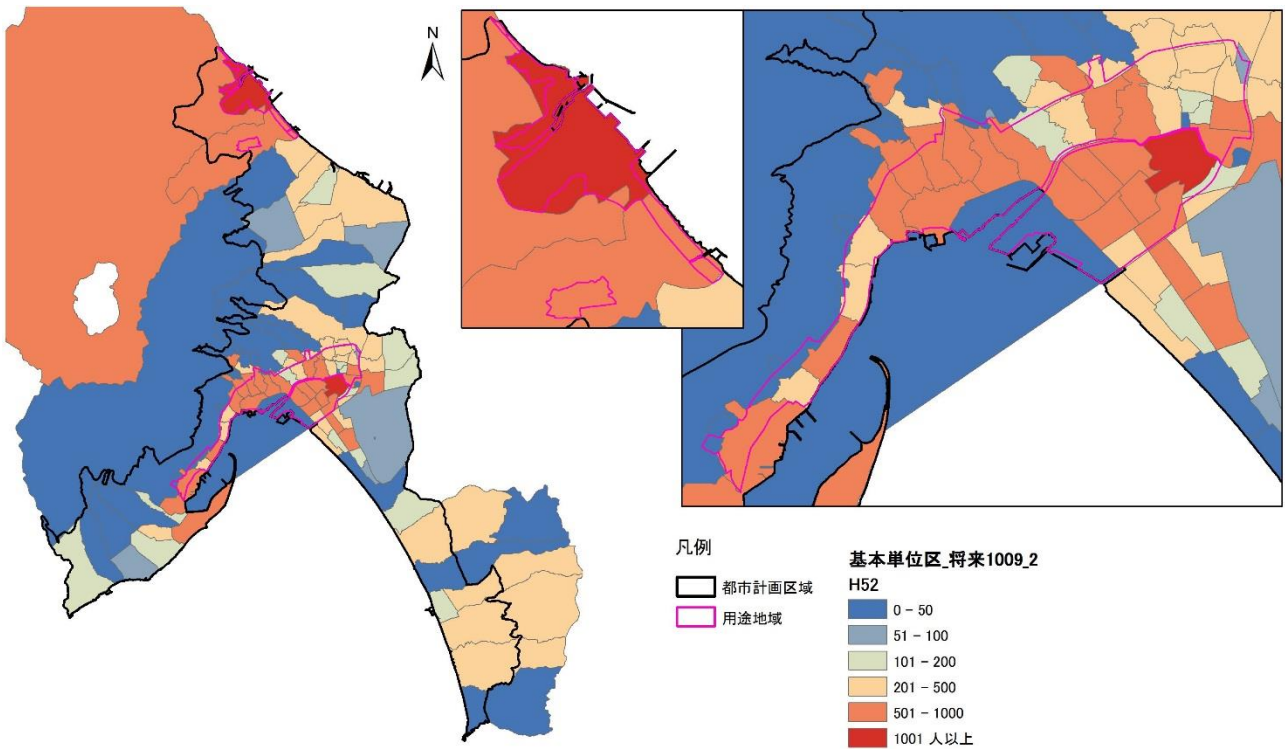 N
凡例
都市計画区域
用途地域
基本単位区_将来1009_2
H52
0 - 50
51 - 100
101 - 200
201 - 500
501 - 1000
1001 人以上